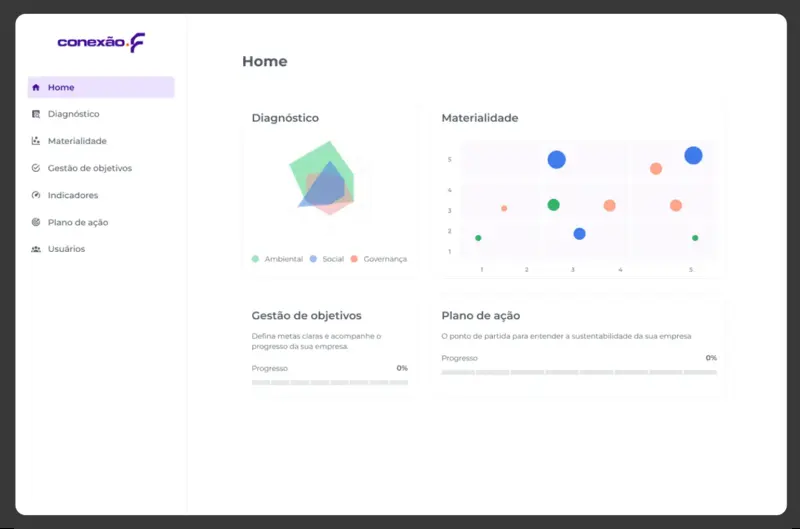 conexão.F
Home
Diagnóstico
Materialidade
Gestão de objetivos
Indicadores
Plano de ação
Usuários
Home
Diagnóstico
Ambiental
Social
Governança
Materialidade
5
4
3
2
1
1
2
3
4
5
Gestão de objetivos
Defina metas claras e acompanhe o
progresso da sua empresa.
Progresso
0%
Plano de ação
O ponto de partida para entender a sustentabilidade da sua empresa
Progresso
0%